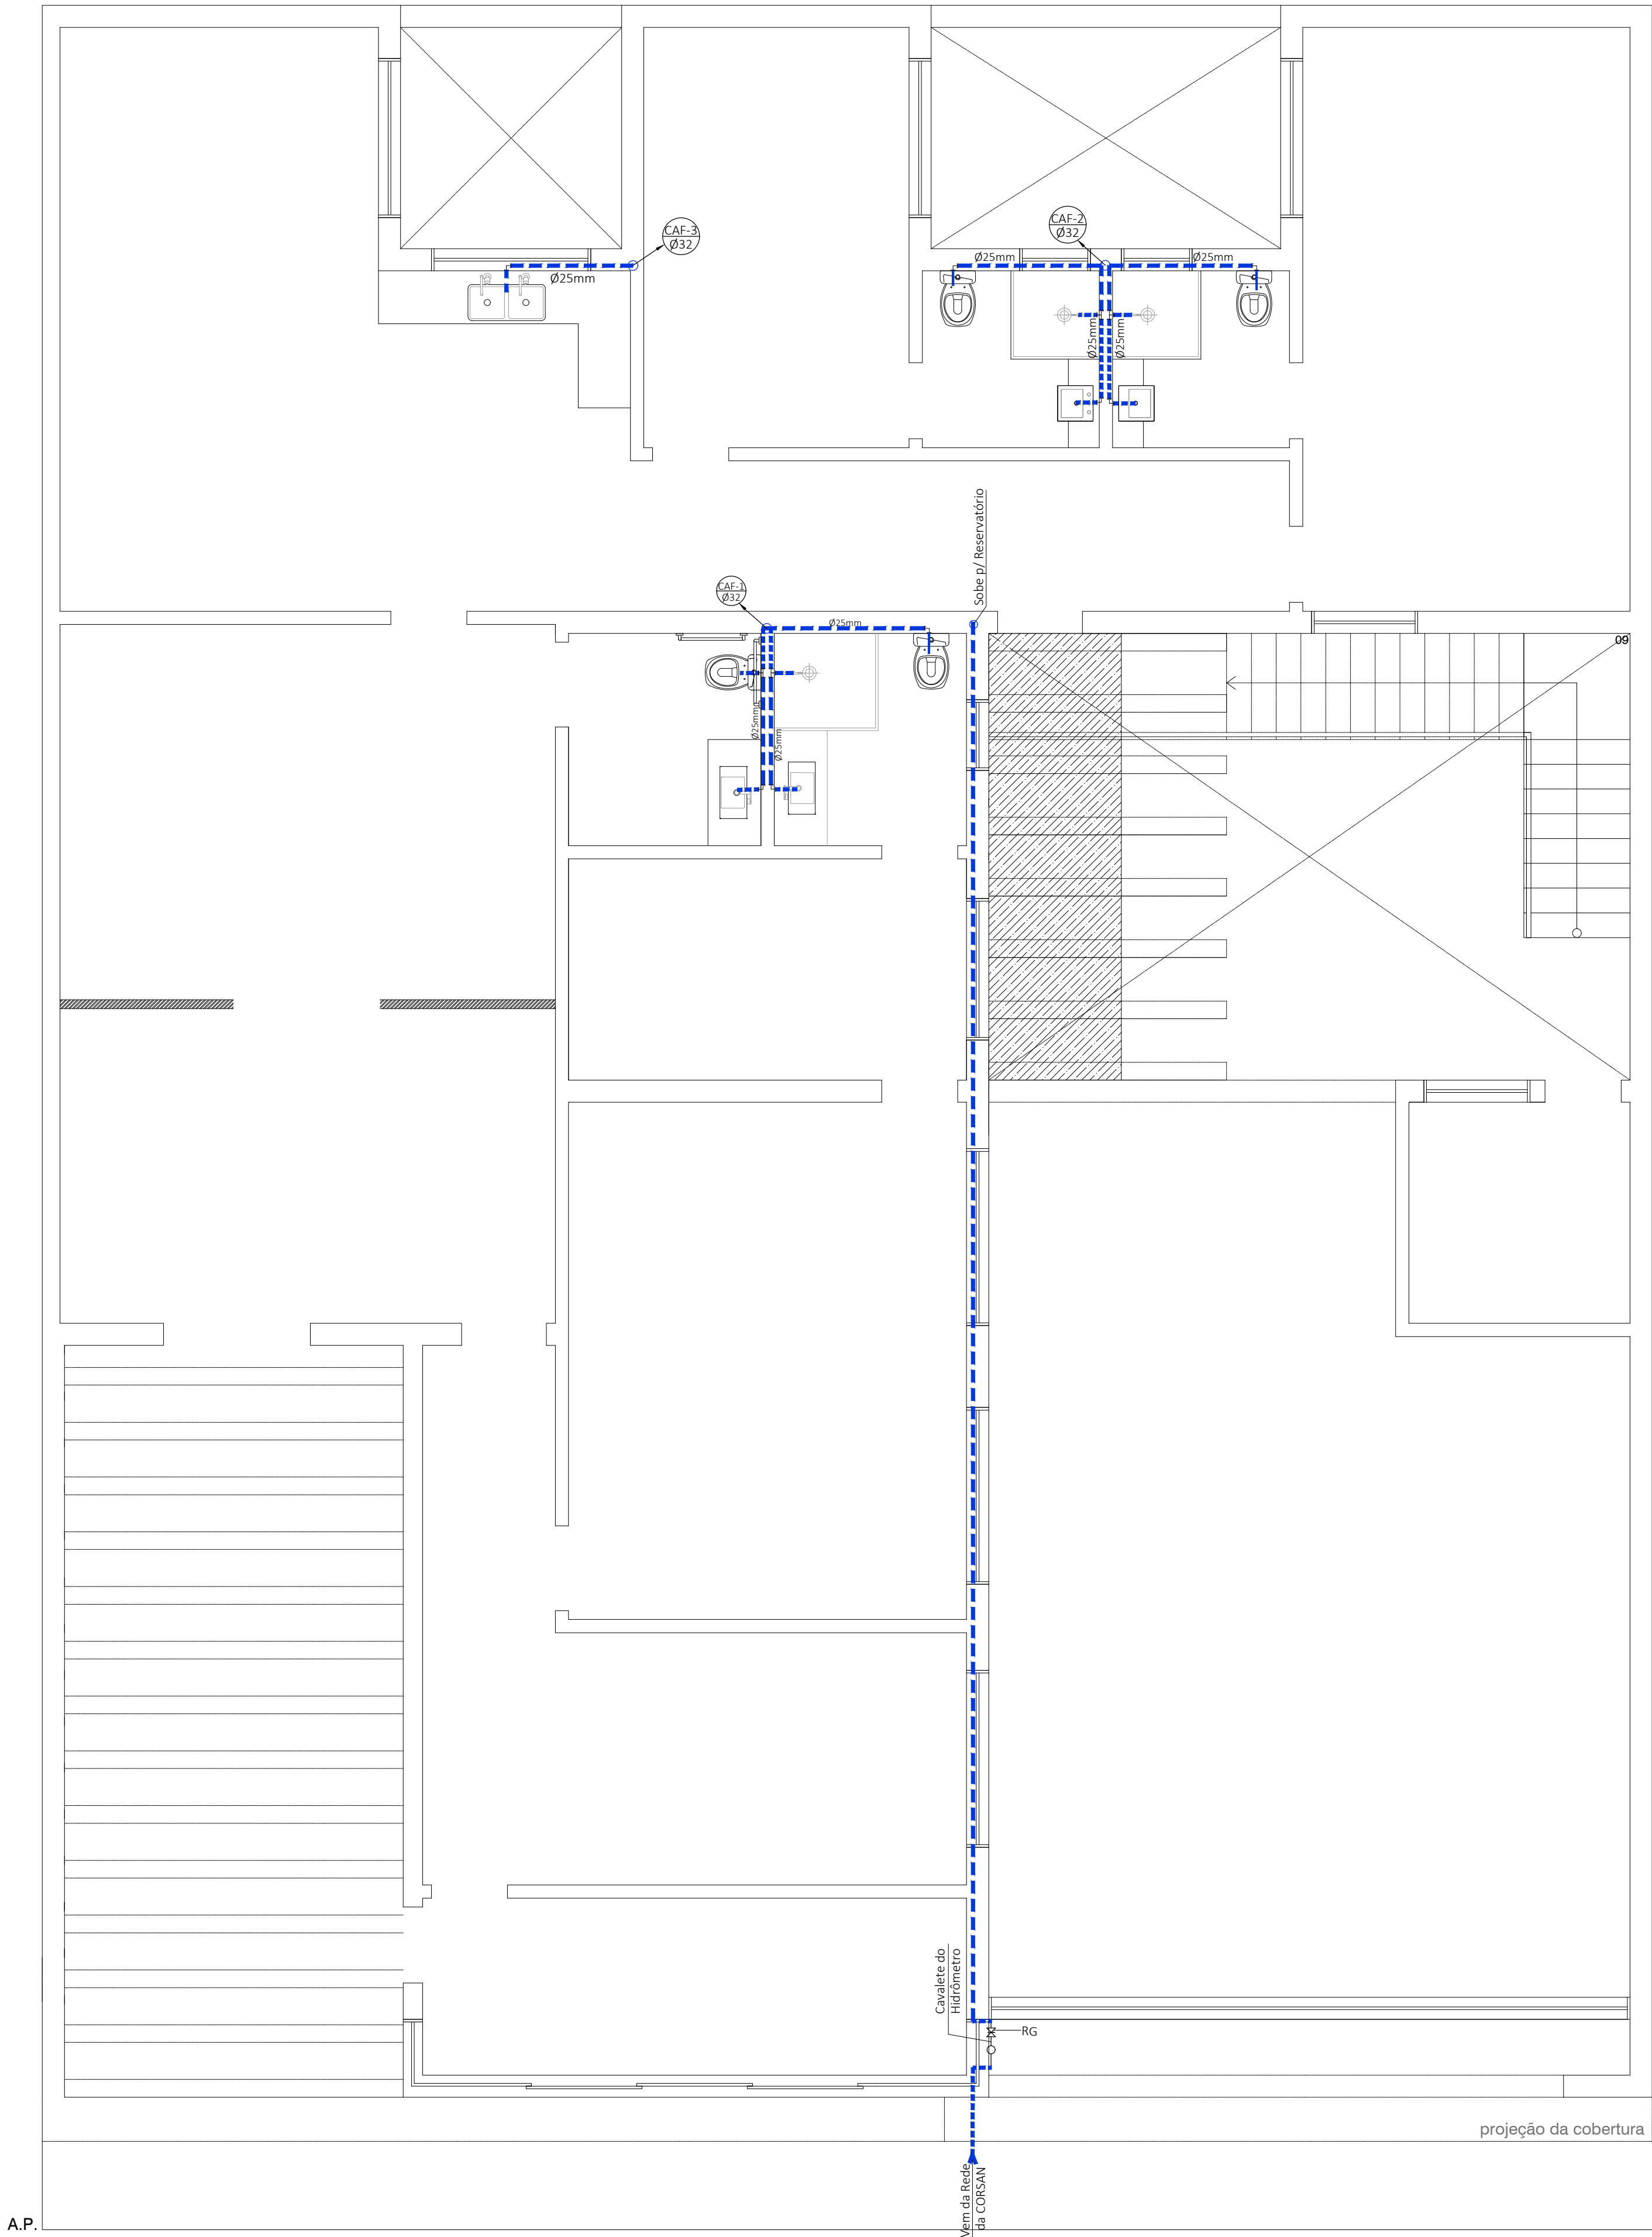 CAF-3
Ø32
Ø25mm
CAF-2
Ø32
Ø25mm
Ø25mm
Ø25mm
Ø25mm
Sobe p/ Reservatório
CAF-1
Ø32
Ø25mm
Ø25mm
Ø25mm
09
Cavalete do
Hidrômetro
RG
projeção da cobertura
Vem da Rede
da CORSAN
A.P.